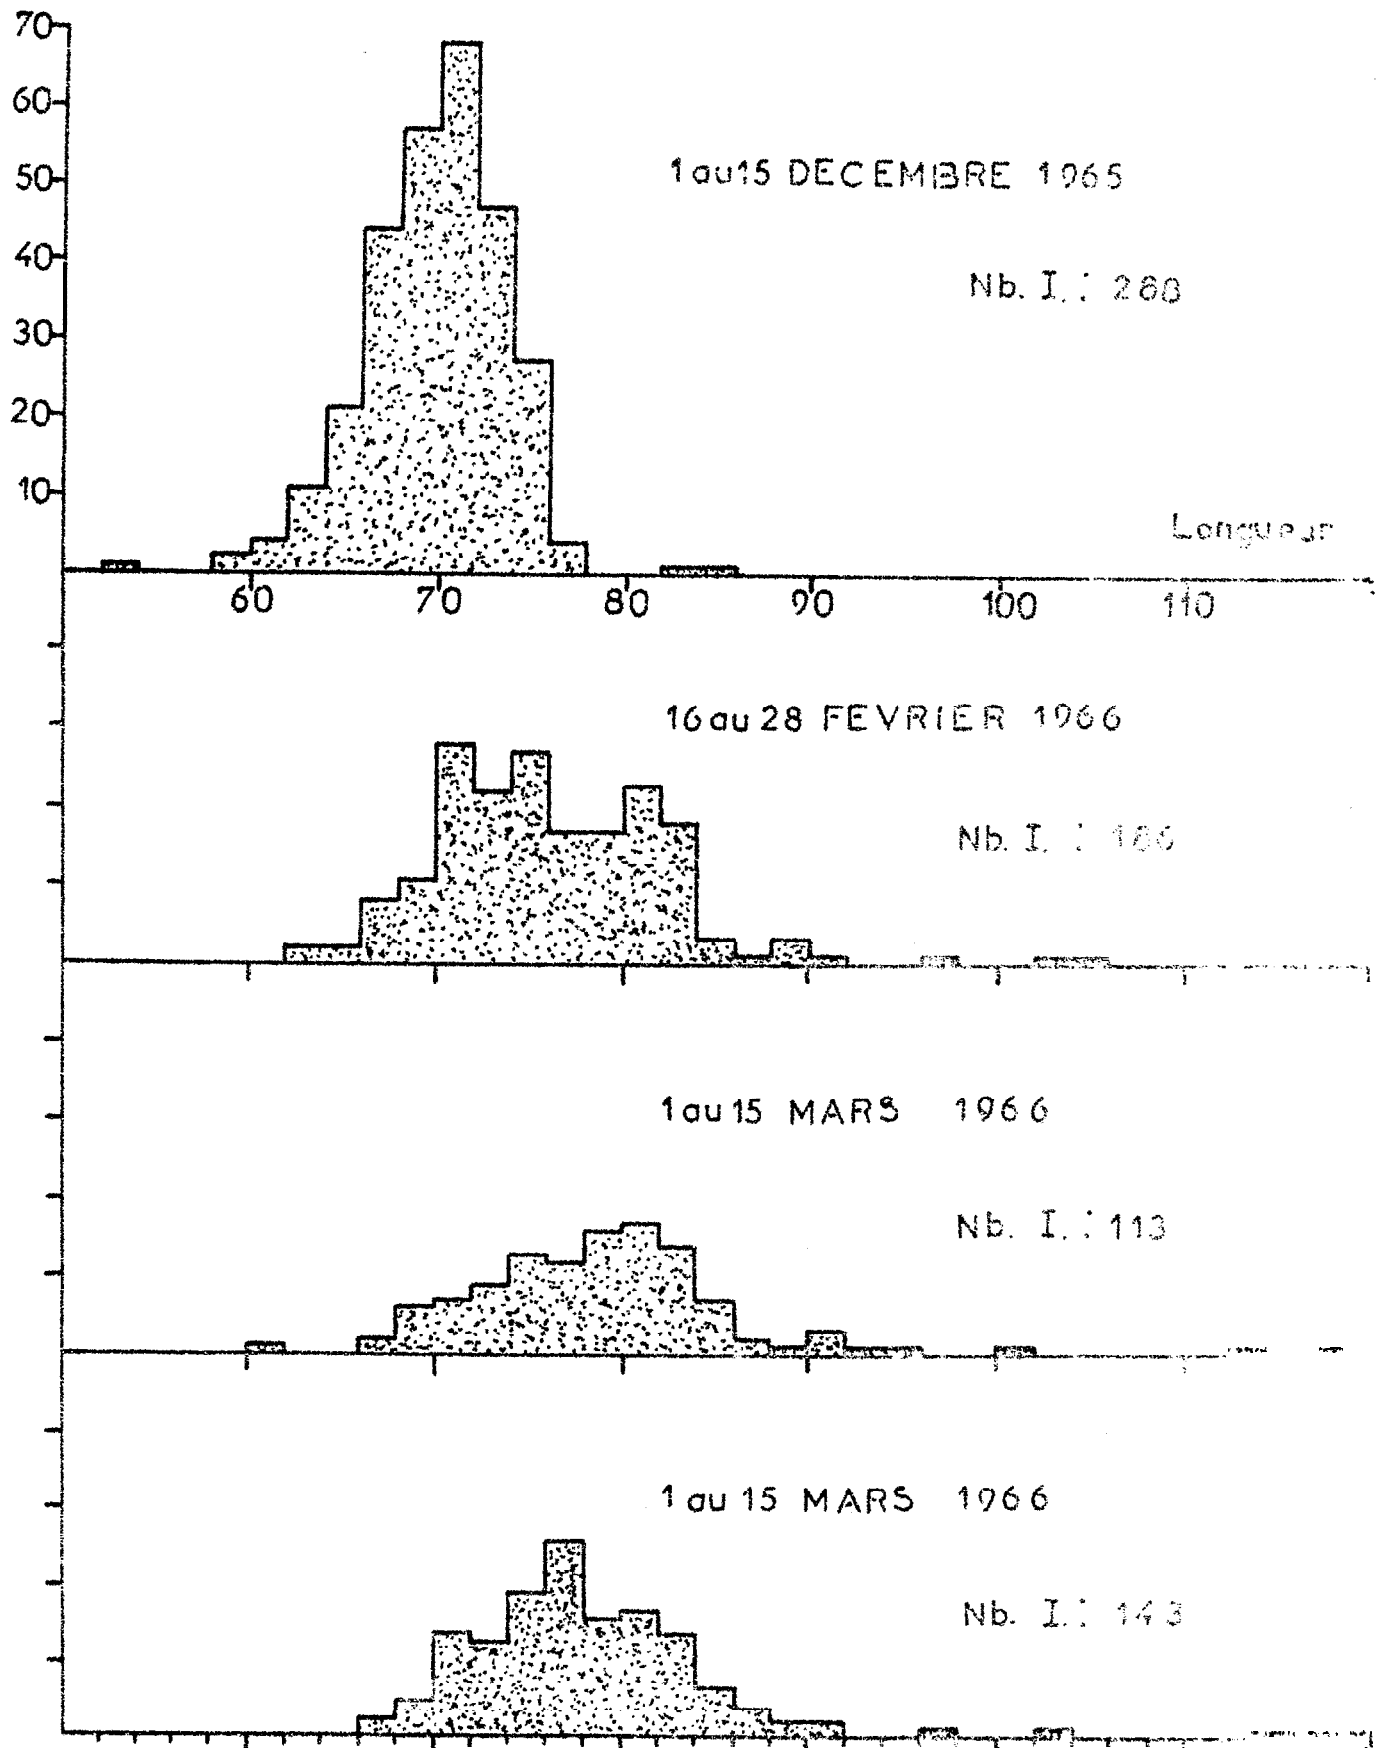 70
60
50
40
30
20
10
1 au 15 DECEMBRE 1965
Nb. I. : 288
Longueur
60 70 80 90 100 110
16 au 28 FEVRIER 1966
Nb. I. : 186
1 au 15 MARS 1966
Nb. I. : 113
1 au 15 MARS 1966
Nb. I. : 143